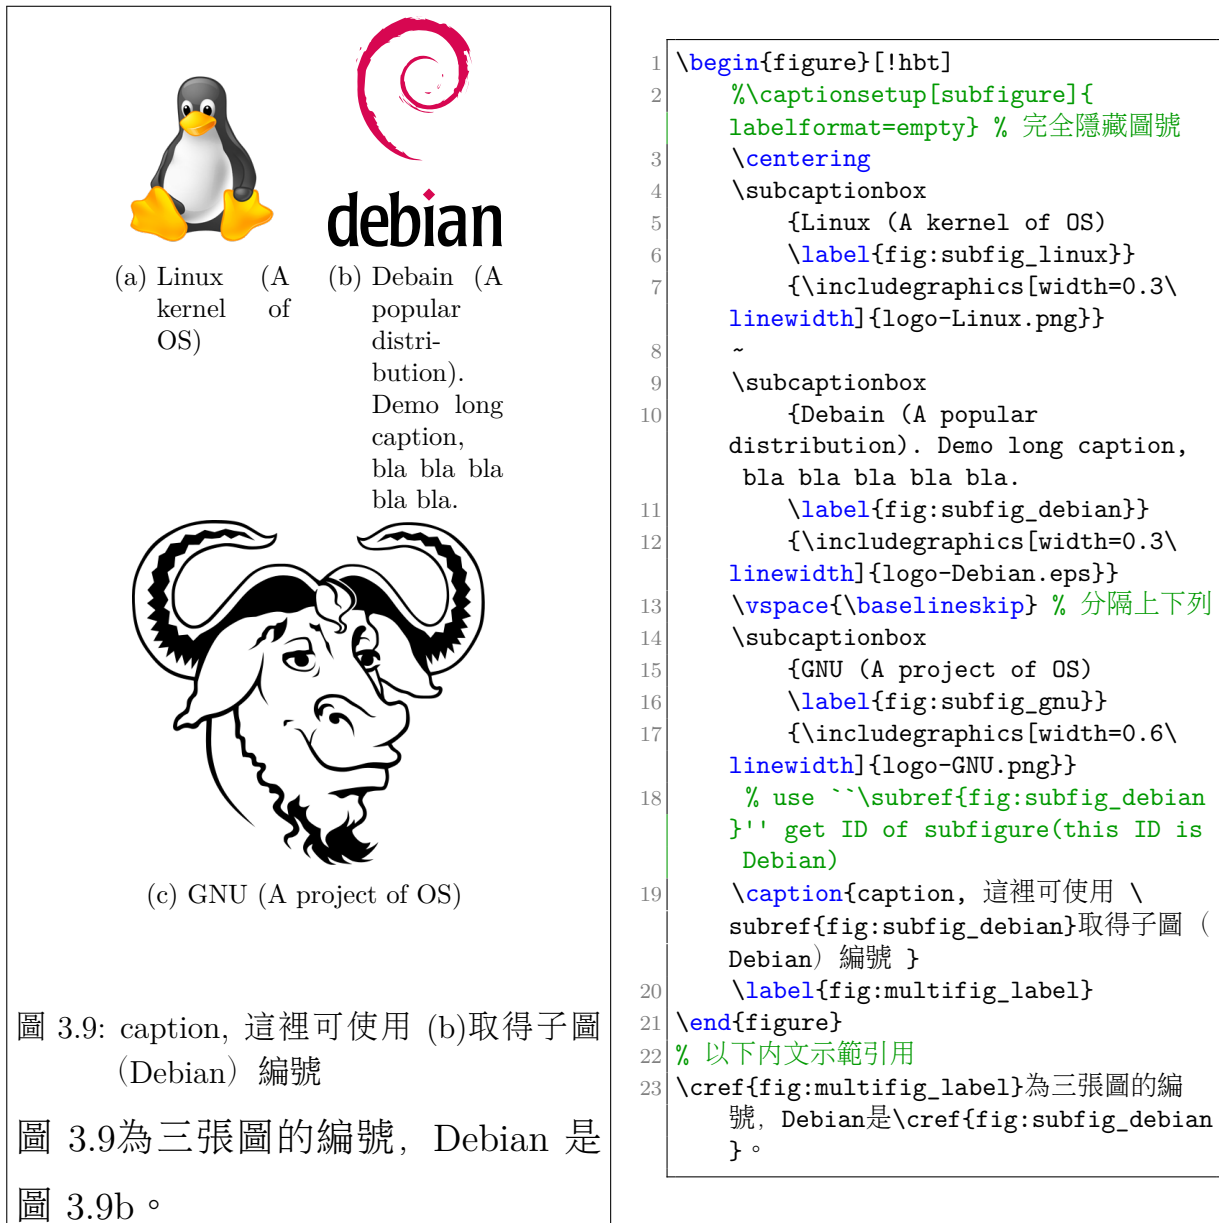 debian
(a) Linux (A
kernel of
OS)
(b) Debain (A
popular
distri-
bution).
Demo long
caption,
bla bla bla
bla bla.
(c) GNU (A project of OS)
圖 3.9: caption, 這裡可使用 (b)取得子圖
（Debian）編號
圖 3.9為三張圖的編號，Debian 是
圖 3.9b。
1 \begin{figure}[!hbt]
2 %\captionsetup[subfigure]{
labelformat=empty} % 完全隱藏圖號
3 \centering
4 \subcaptionbox
5 {Linux (A kernel of OS)
6 \label{fig:subfig_linux}}
7 {\includegraphics[width=0.3\
linewidth]{logo-Linux.png}}
8 ~
9 \subcaptionbox
10 {Debain (A popular
distribution). Demo long caption,
bla bla bla bla bla.
11 \label{fig:subfig_debian}}
12 {\includegraphics[width=0.3\
linewidth]{logo-Debian.eps}}
13 \vspace{\baselineskip} % 分隔上下列
14 \subcaptionbox
15 {GNU (A project of OS)
16 \label{fig:subfig_gnu}}
17 {\includegraphics[width=0.6\
linewidth]{logo-GNU.png}}
18 % use ``\subref{fig:subfig_debian
}'' get ID of subfigure(this ID is
Debian)
19 \caption{caption, 這裡可使用 \
subref{fig:subfig_debian}取得子圖（
Debian）編號 }
20 \label{fig:multifig_label}
21 \end{figure}
22 % 以下內文示範引用
23 \cref{fig:multifig_label}為三張圖的編
號，Debian是\cref{fig:subfig_debian
}。